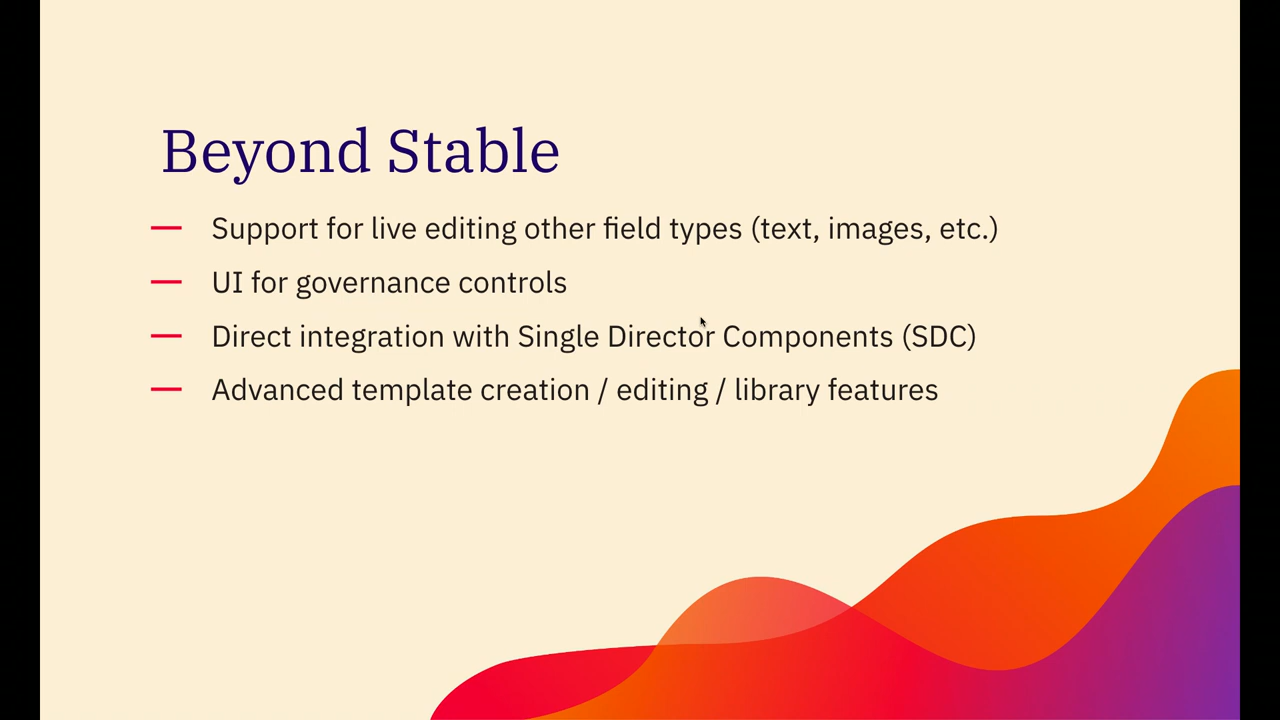 Beyond Stable
— Support for live editing other field types (text, images, etc.)
— UI for governance controls
— Direct integration with Single Director Components (SDC)
— Advanced template creation / editing / library features